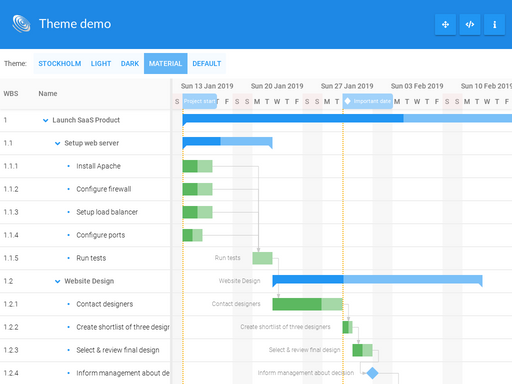 Theme demo
Theme: STOCKHOLM LIGHT DARK MATERIAL DEFAULT
WBS Name
Sun 13 Jan 2019 Sun 20 Jan 2019 Sun 27 Jan 2019 Sun 03 Feb 2019 Sun 10 Feb 2019
S Project start T F S S M T W T F S S M T Important date M T W T F S S M T W T F
1 Launch SaaS Product
1.1 Setup web server
1.1.1 Install Apache
1.1.2 Configure firewall
1.1.3 Setup load balancer
1.1.4 Configure ports
1.1.5 Run tests Run tests
1.2 Website Design Website Design
1.2.1 Contact designers Contact designers
1.2.2 Create shortlist of three desigr Create shortlist of three designers
1.2.3 Select & review final design Select & review final design
1.2.4 Inform management about de Inform management about decision